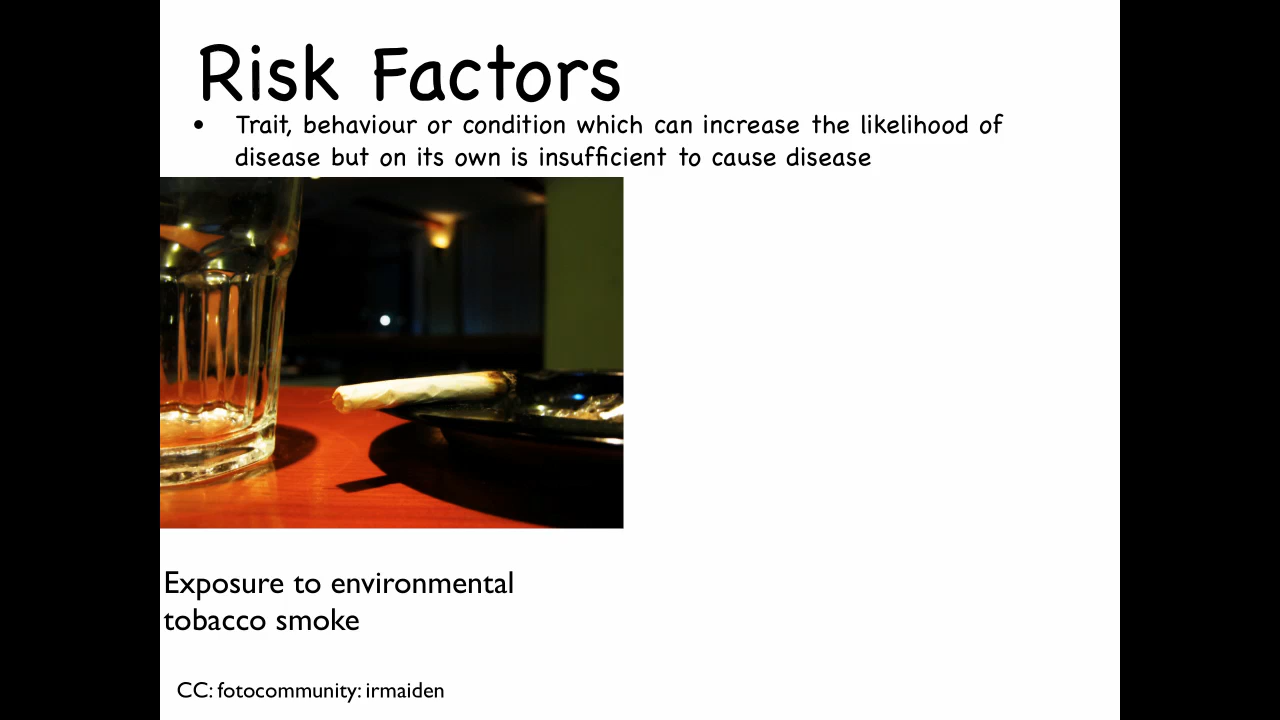 Risk Factors
• Trait, behaviour or condition which can increase the likelihood of
disease but on its own is insufficient to cause disease
Exposure to environmental
tobacco smoke
CC: fotocommunity: irmaiden